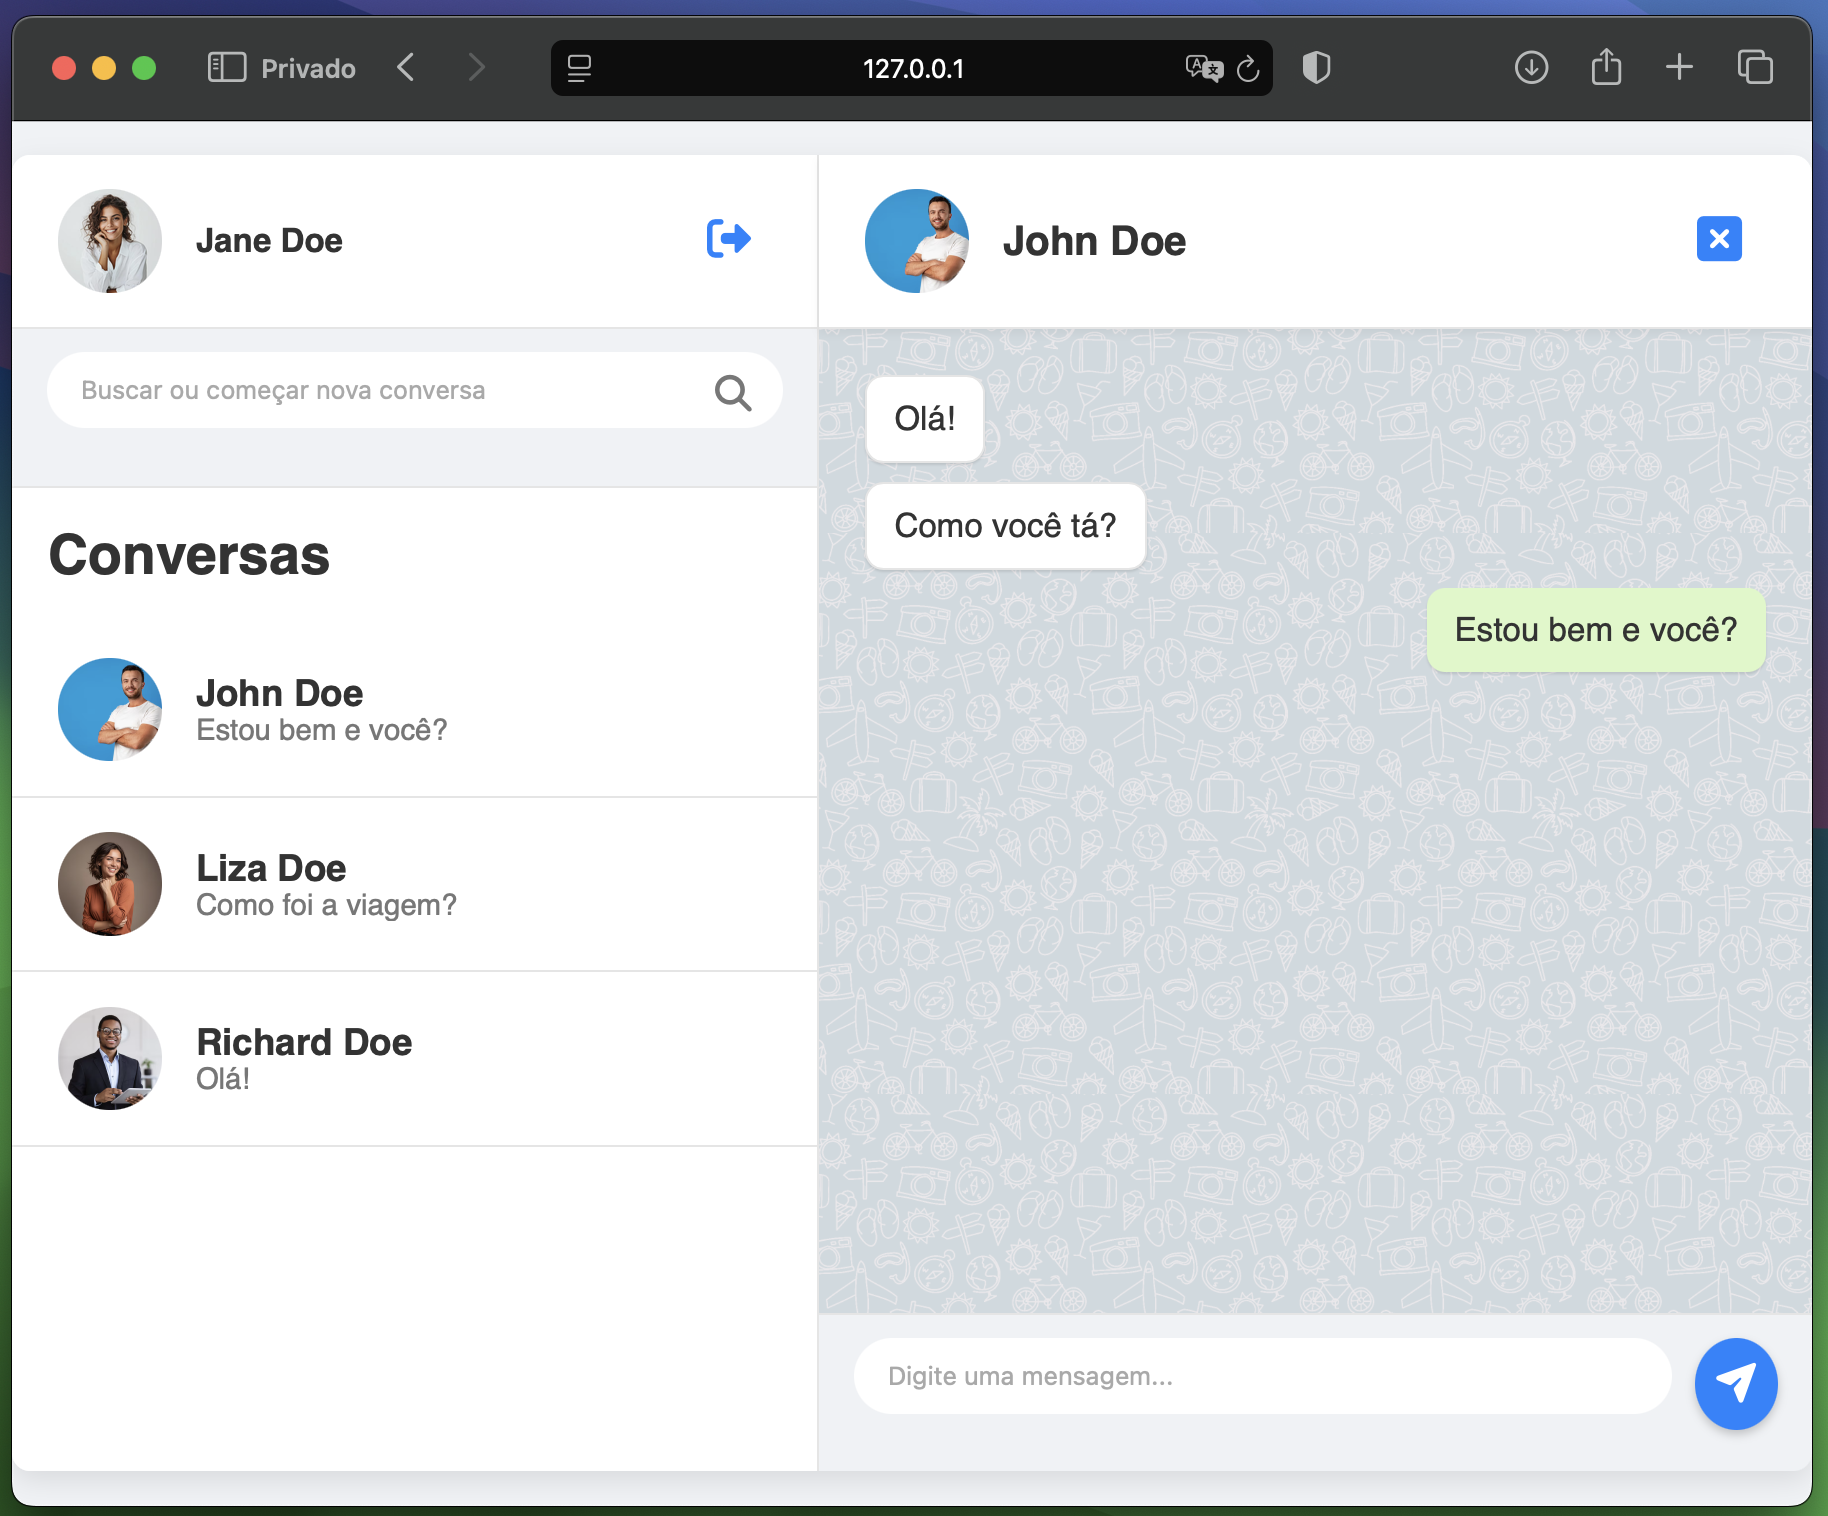 Privado
127.0.0.1
Jane Doe
Buscar ou começar nova conversa
Conversas
John Doe
Estou bem e você?
Liza Doe
Como foi a viagem?
Richard Doe
Olá!
John Doe
Olá!
Como você tá?
Estou bem e você?
Digite uma mensagem...